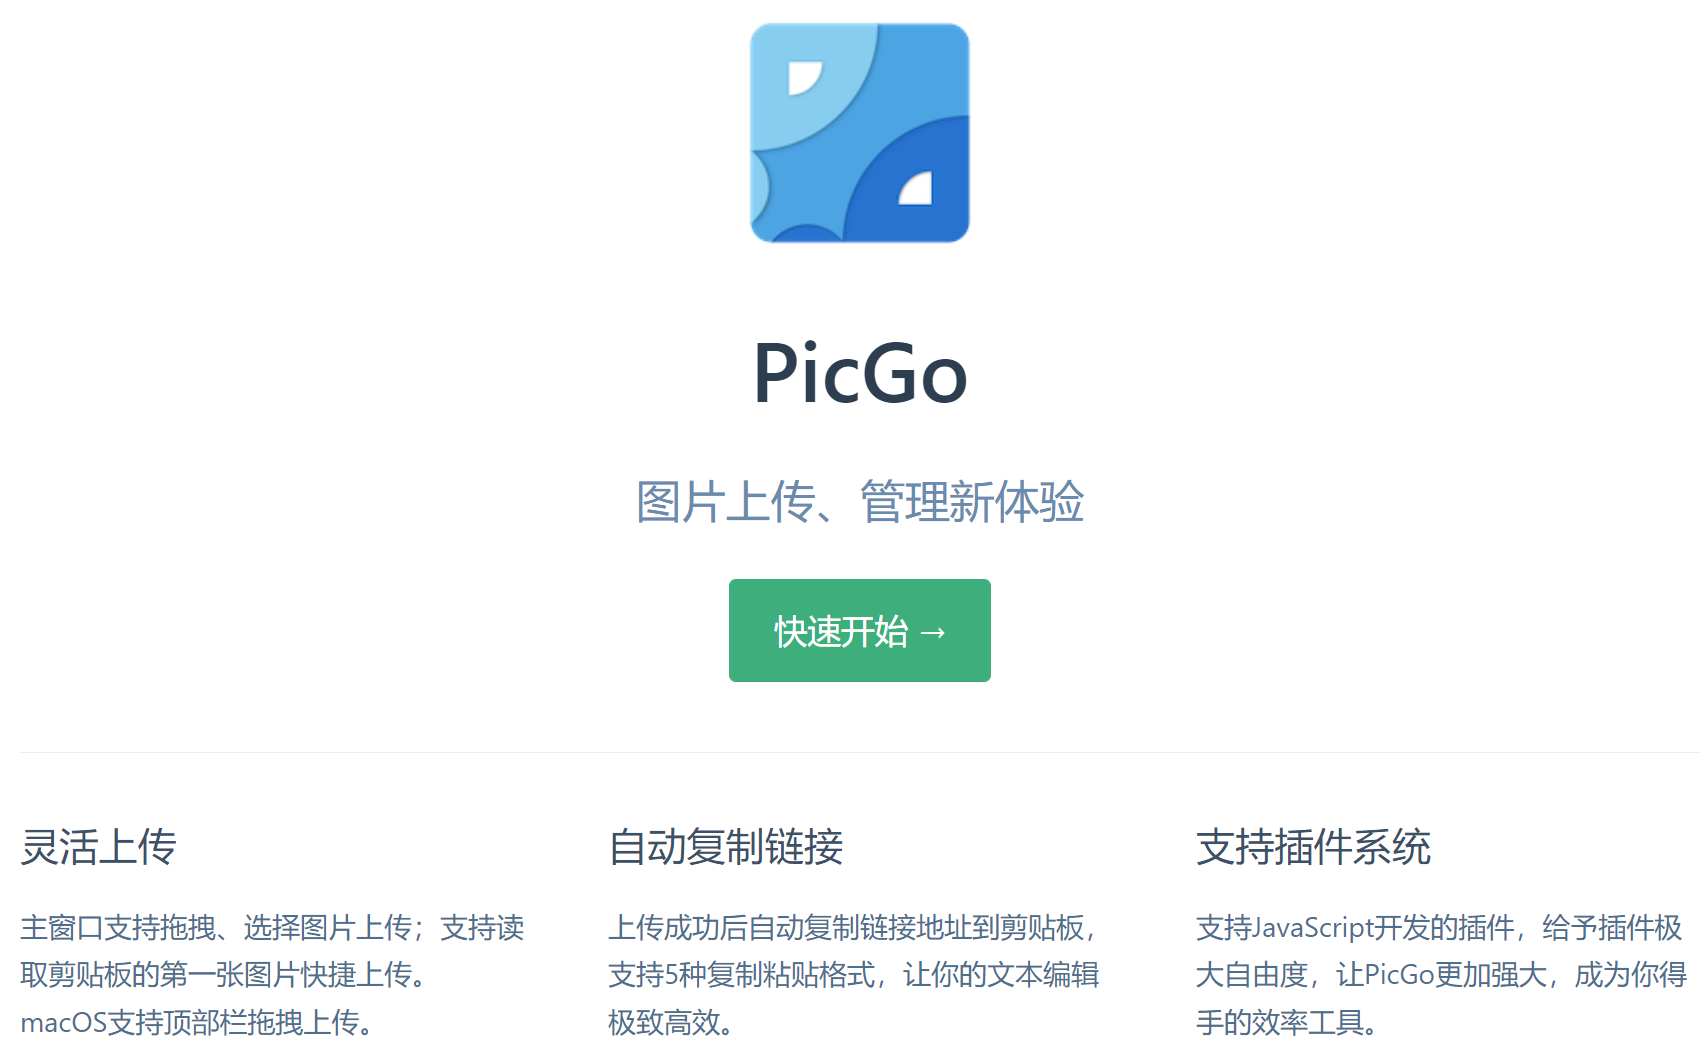 PicGo
图片上传、管理新体验
快速开始 →
灵活上传
主窗口支持拖拽、选择图片上传；支持读
取剪贴板的第一张图片快捷上传。
macOS支持顶部栏拖拽上传。
自动复制链接
上传成功后自动复制链接地址到剪贴板，
支持5种复制粘贴格式，让你的文本编辑
极致高效。
支持插件系统
支持JavaScript开发的插件，给予插件极
大自由度，让PicGo更加强大，成为你得
手的效率工具。